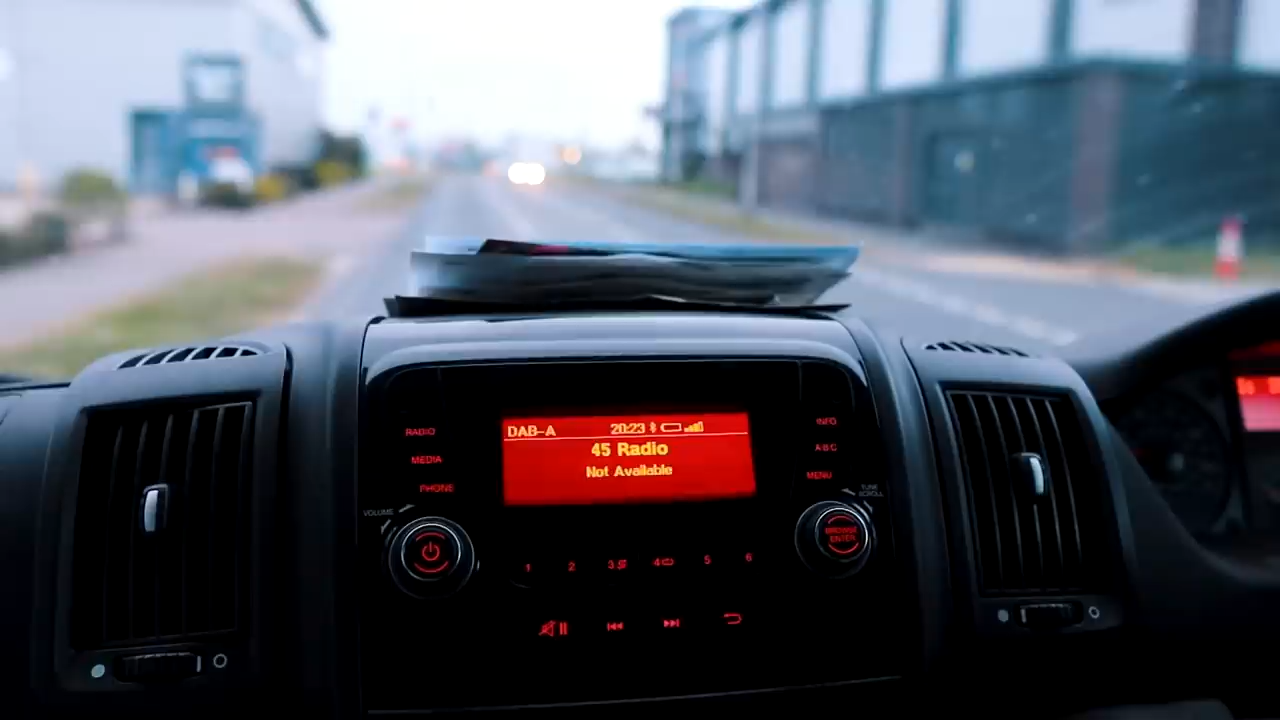 RADIO
MEDIA
PHONE
VOLUME
DAB-A 20:23
45 Radio
Not Available
INFO
A-B-C
MENU
TUNE
SCROLL
BROWSE
ENTER
1 2 3 4 5 6